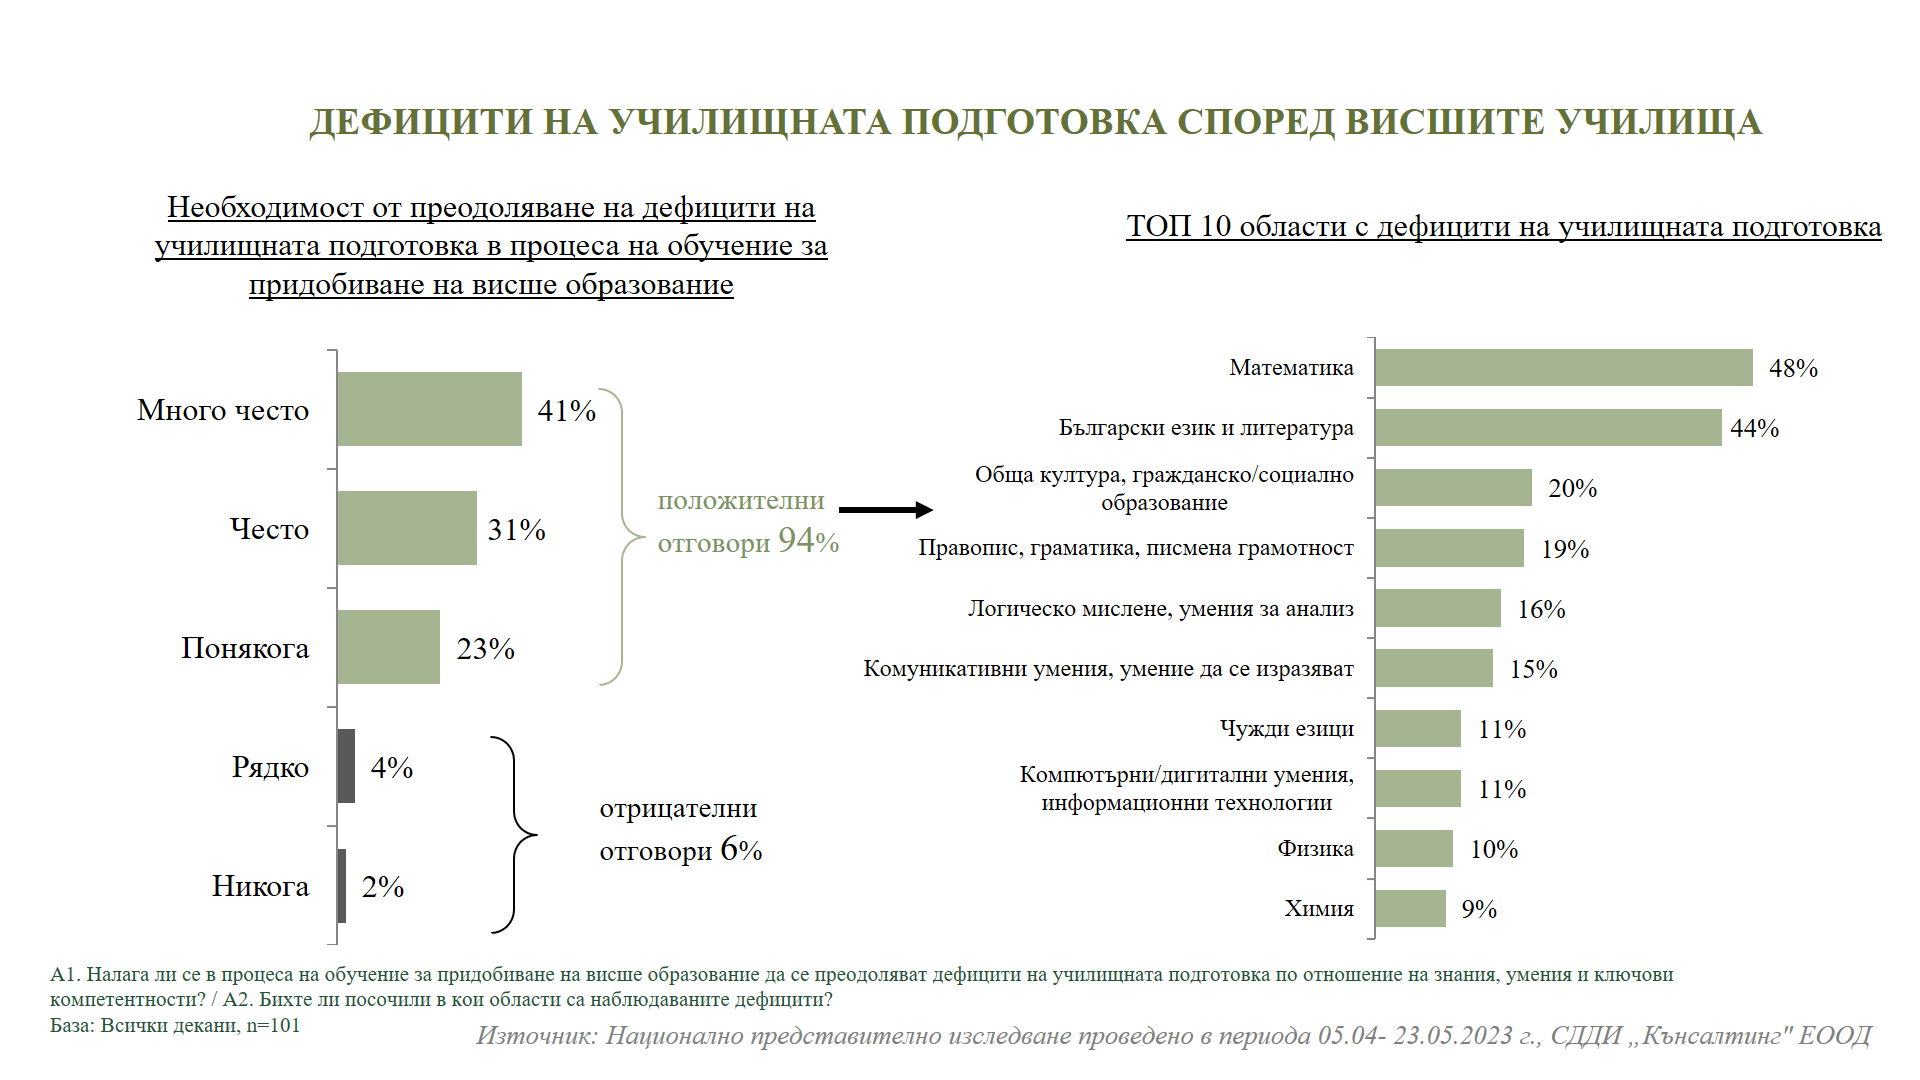 ДЕФИЦИТИ НА УЧИЛИЩНАТА ПОДГОТОВКА СПОРЕД ВИСШИТЕ УЧИЛИЩА
Необходимост от преодоляване на дефицити на
училищната подготовка в процеса на обучение за
придобиване на висше образование
Много често
41%
Често
31%
Понякога
23%
Рядко
4%
Никога
2%
положителни
отговори 94%
отрицателни
отговори 6%
ТОП 10 области с дефицити на училищната подготовка
Математика
48%
Български език и литература
44%
Обща култура, гражданско/социално
образование
20%
Правопис, граматика, писмена грамотност
19%
Логическо мислене, умения за анализ
16%
Комуникативни умения, умение да се изразяват
15%
Чужди езици
11%
Компютърни/дигитални умения,
информационни технологии
11%
Физика
10%
Химия
9%
А1. Налага ли се в процеса на обучение за придобиване на висше образование да се преодоляват дефицити на училищната подготовка по отношение на знания, умения и ключови
компетентности? / А2. Бихте ли посочили в кои области са наблюдаваните дефицити?
База: Всички декани, n=101
Източник: Национално представително изследване проведено в периода 05.04- 23.05.2023 г., СДДИ „Кънсалтинг" ЕООД